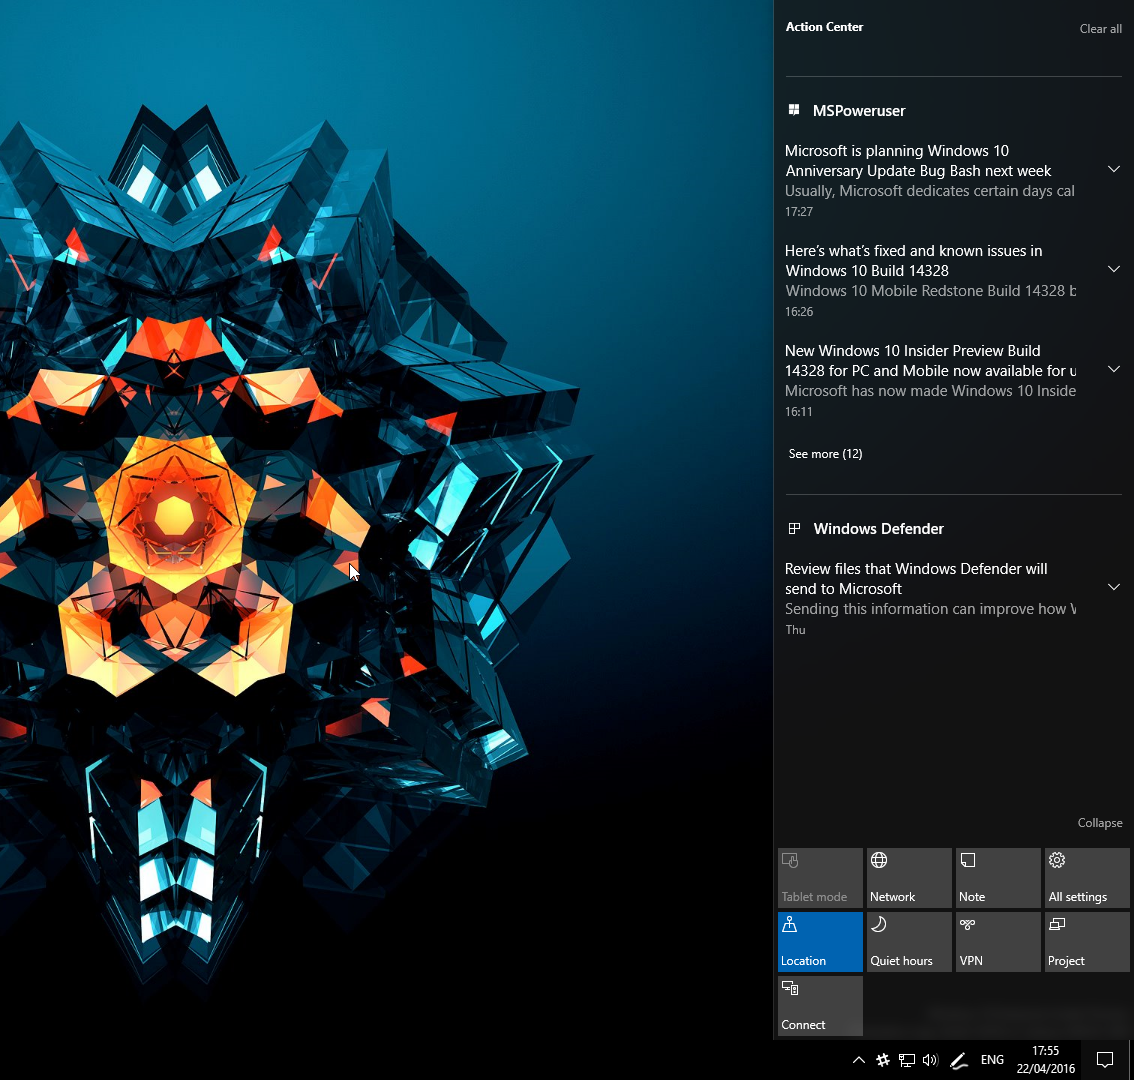 Action Center
Clear all
MSPoweruser
Microsoft is planning Windows 10
Anniversary Update Bug Bash next week
Usually, Microsoft dedicates certain days cal
17:27
Here’s what’s fixed and known issues in
Windows 10 Build 14328
Windows 10 Mobile Redstone Build 14328 b
16:26
New Windows 10 Insider Preview Build
14328 for PC and Mobile now available for u
Microsoft has now made Windows 10 Inside
16:11
See more (12)
Windows Defender
Review files that Windows Defender will
send to Microsoft
Sending this information can improve how
Thu
Collapse
Tablet mode
Network
Note
All settings
Location
Quiet hours
VPN
Project
Connect
ENG
17:55
22/04/2016